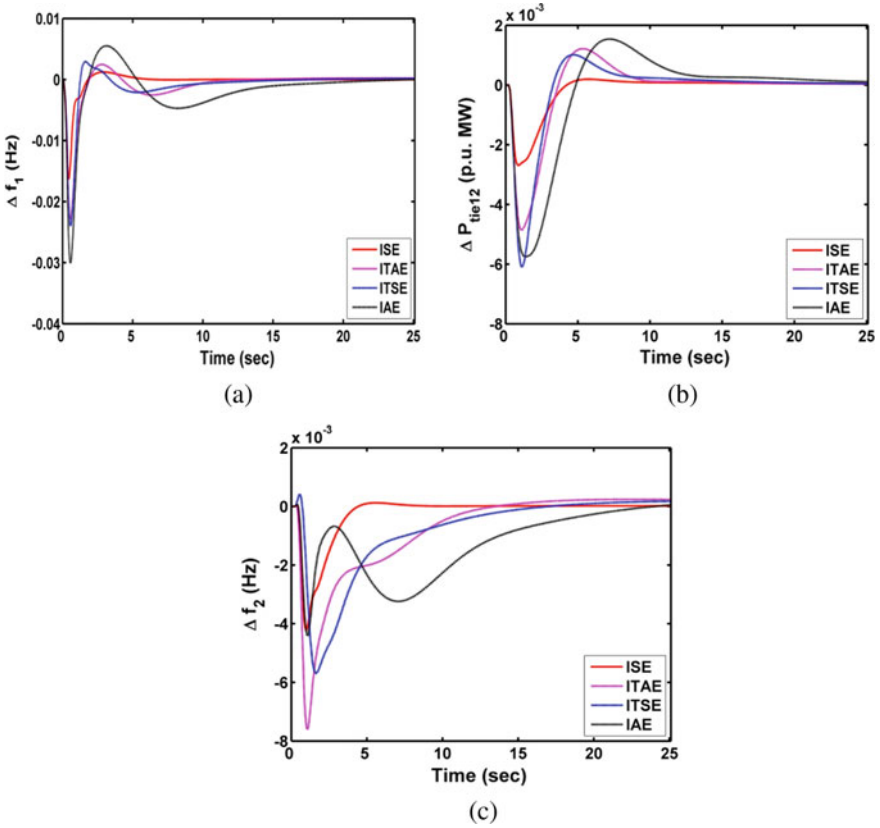 0.01
0
-0.01
-0.02
-0.03
-0.04
Δ f1 (Hz)
0 5 10 15 20 25
Time (sec)
ISE
ITAE
ITSE
IAE
(a)
x 10-3
2
0
-2
-4
-6
-8
Δ Ptie12 (p.u. MW)
0 5 10 15 20 25
Time (sec)
ISE
ITAE
ITSE
IAE
(b)
x 10-3
2
0
-2
-4
-6
-8
Δ f2 (Hz)
0 5 10 15 20 25
Time (sec)
ISE
ITAE
ITSE
IAE
(c)